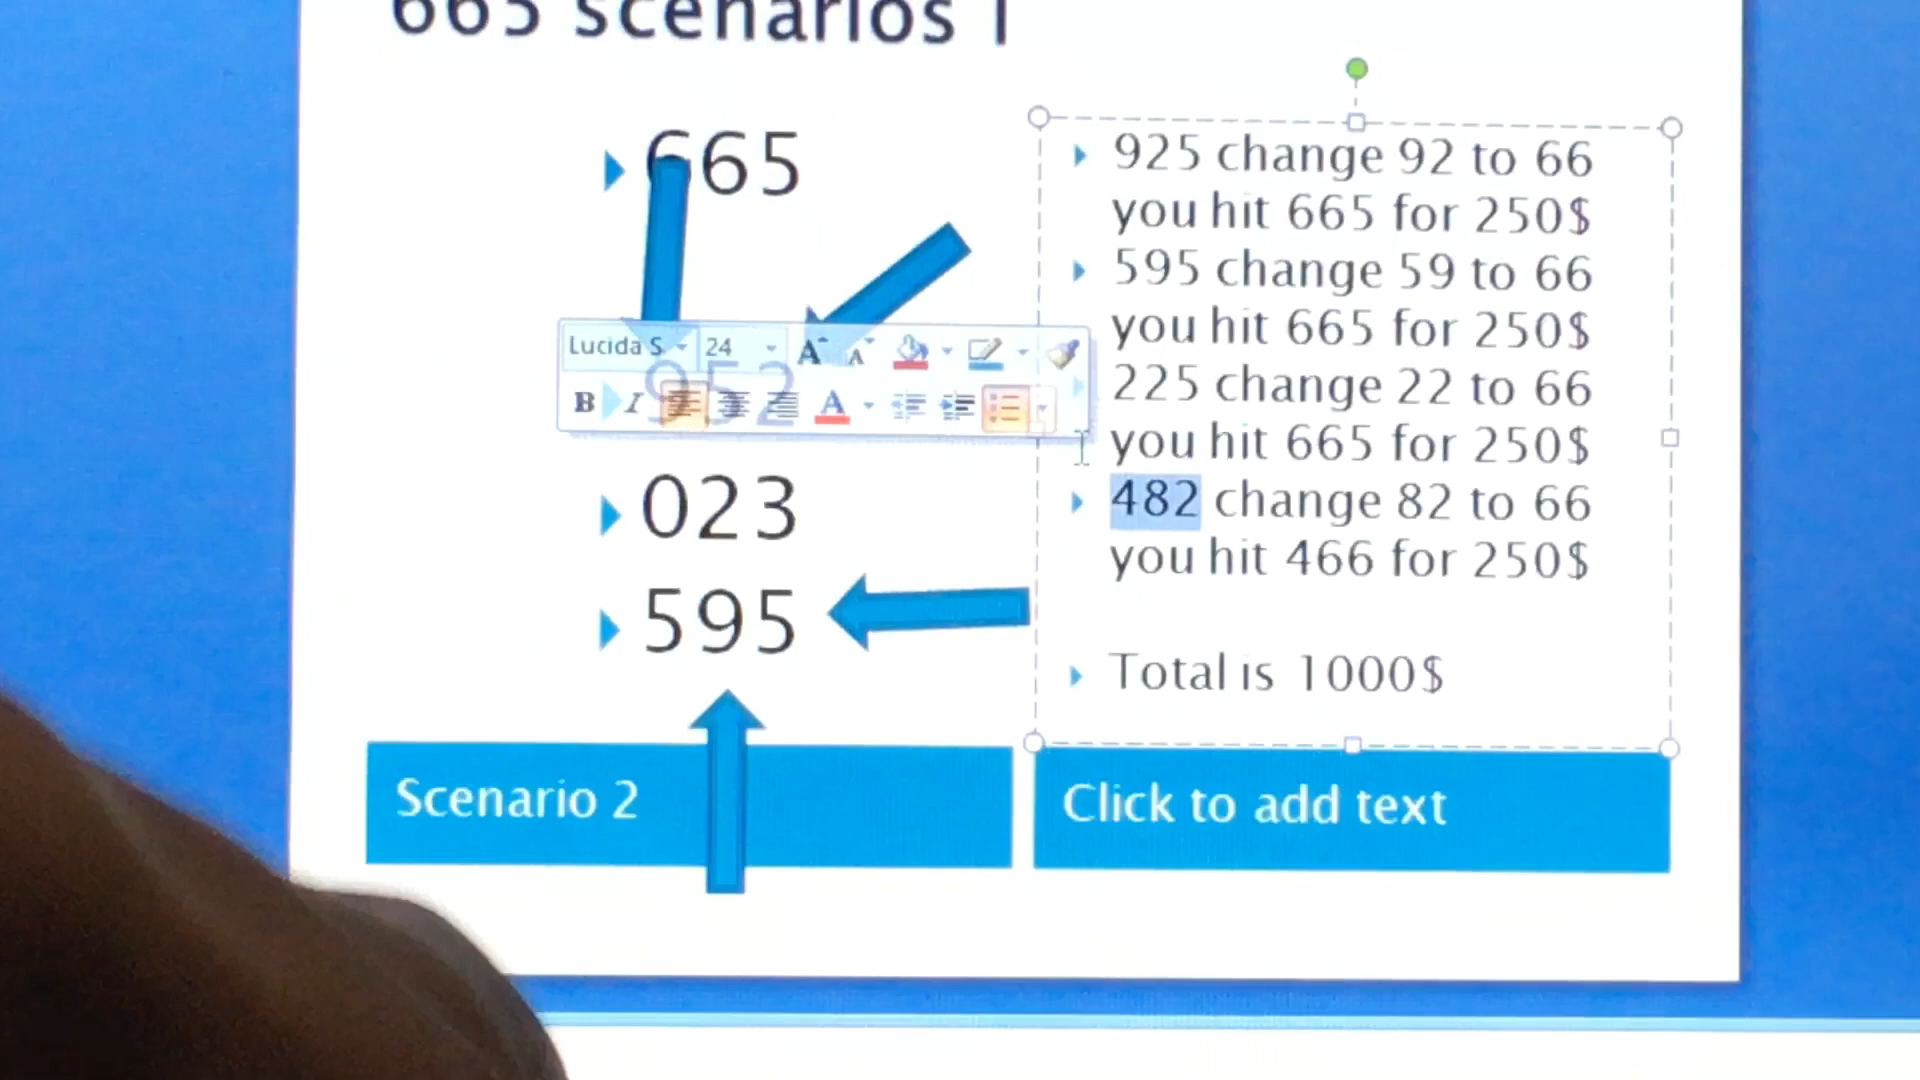 665 scenarios 1
665
952
023
595
925 change 92 to 66
you hit 665 for 250$
595 change 59 to 66
you hit 665 for 250$
225 change 22 to 66
you hit 665 for 250$
482 change 82 to 66
you hit 466 for 250$
Total is 1000$
Lucida S
24
A A
B I A
Scenario 2
Click to add text